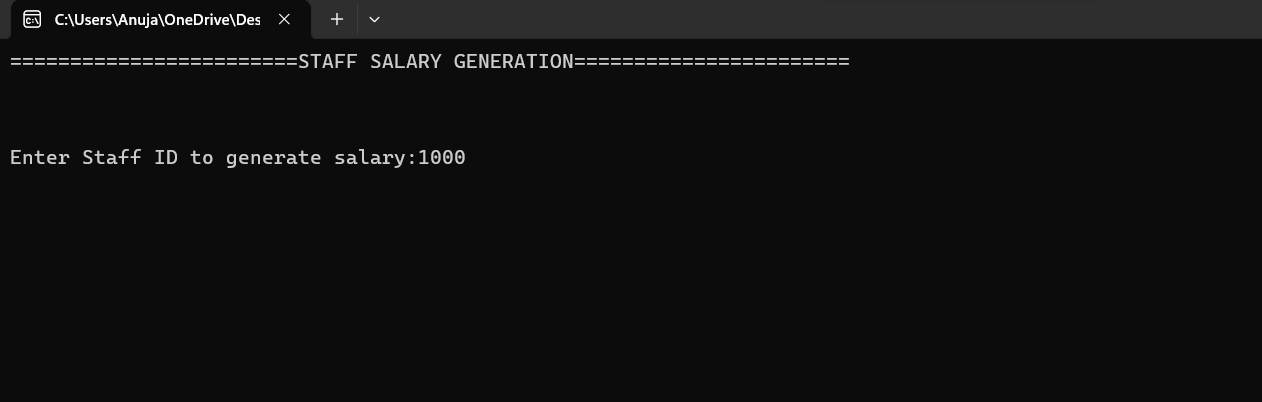 C:\Users\Anuja\OneDrive\Des
========================STAFF SALARY GENERATION=======================
Enter Staff ID to generate salary:1000